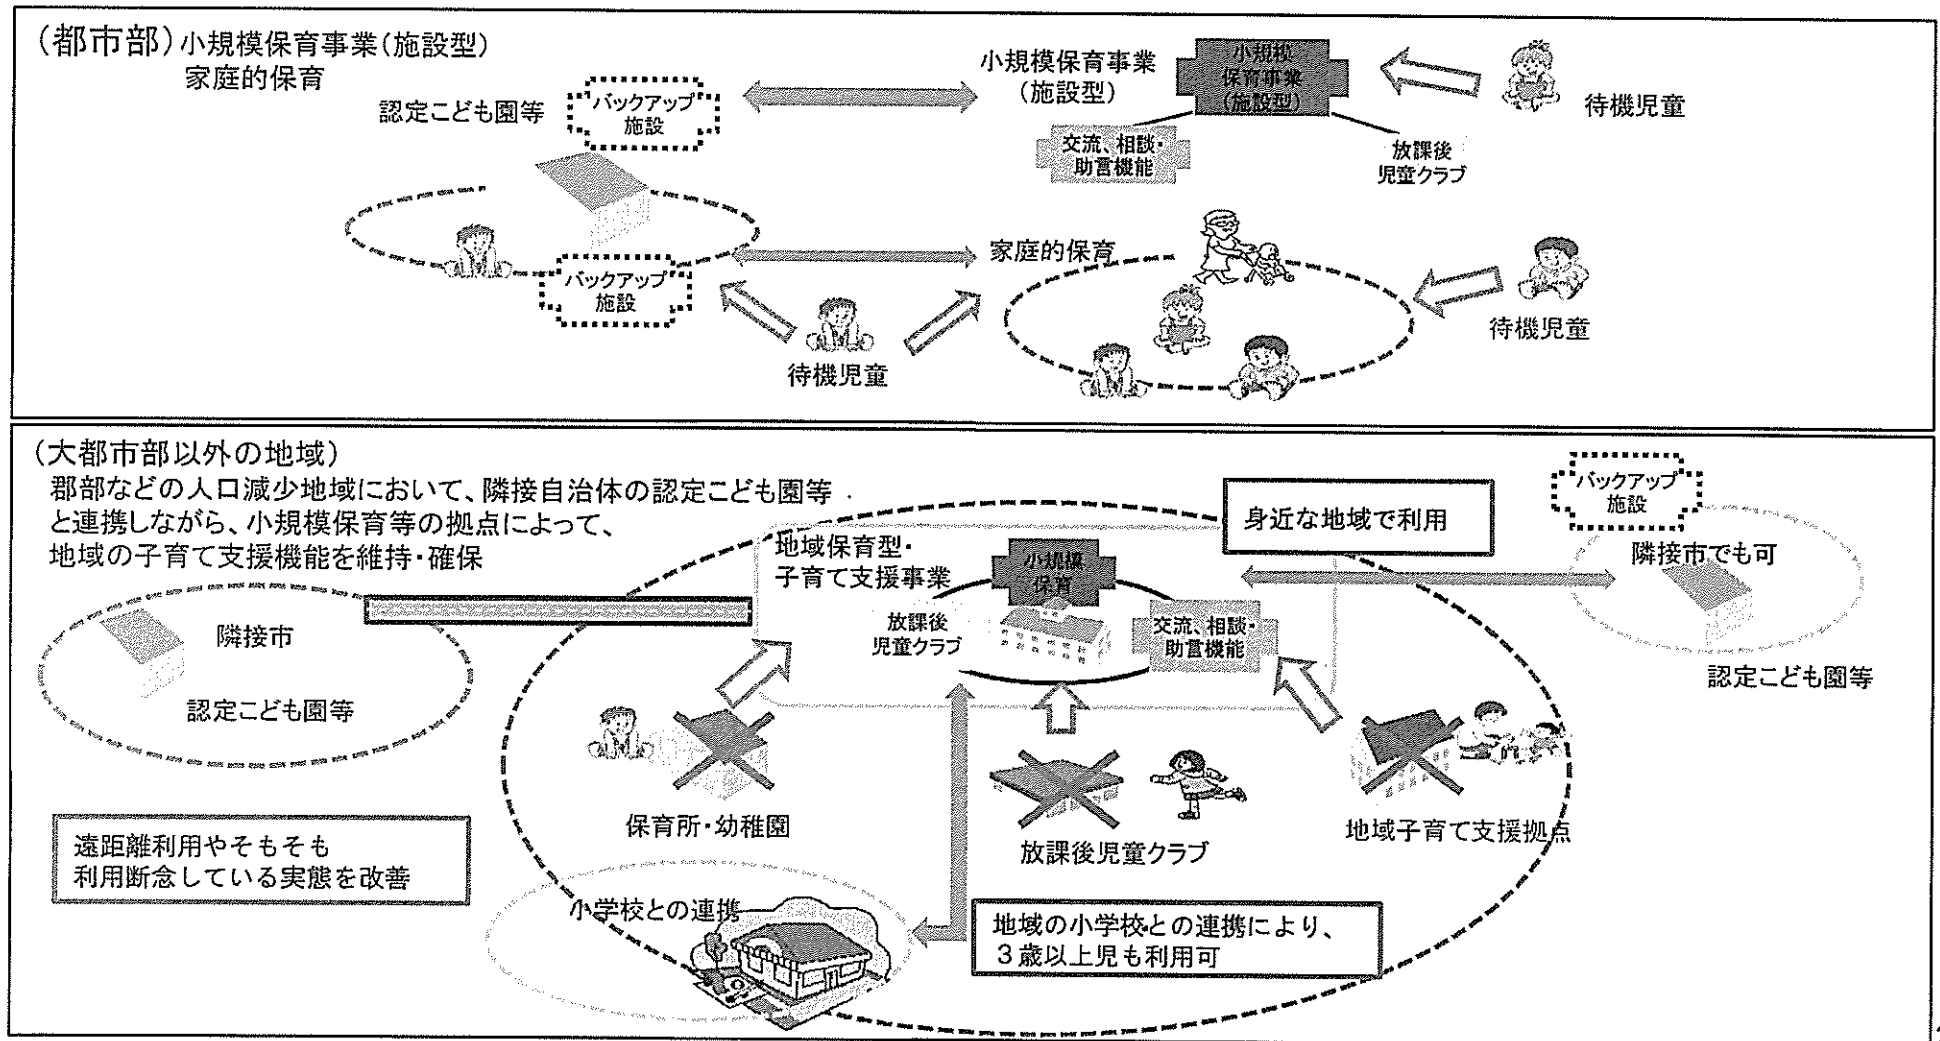 (都市部)小規模保育事業(施設型)
家庭的保育
認定こども園等
バックアップ
施設
小規模保育事業
(施設型)
小規模
保育事業
(施設型)
待機児童
交流、相談・
助言機能
放課後
児童クラブ
バックアップ
施設
家庭的保育
待機児童
待機児童
(大都市部以外の地域)
郡部などの人口減少地域において、隣接自治体の認定こども園等
と連携しながら、小規模保育等の拠点によって、
地域の子育て支援機能を維持・確保
身近な地域で利用
バックアップ
施設
隣接市でも可
認定こども園等
地域保育型・
子育て支援事業
小規模
保育
放課後
児童クラブ
交流、相談・
助言機能
隣接市
認定こども園等
保育所・幼稚園
放課後児童クラブ
地域子育て支援拠点
遠距離利用やそもそも
利用断念している実態を改善
小学校との連携
地域の小学校との連携により、
3歳以上児も利用可